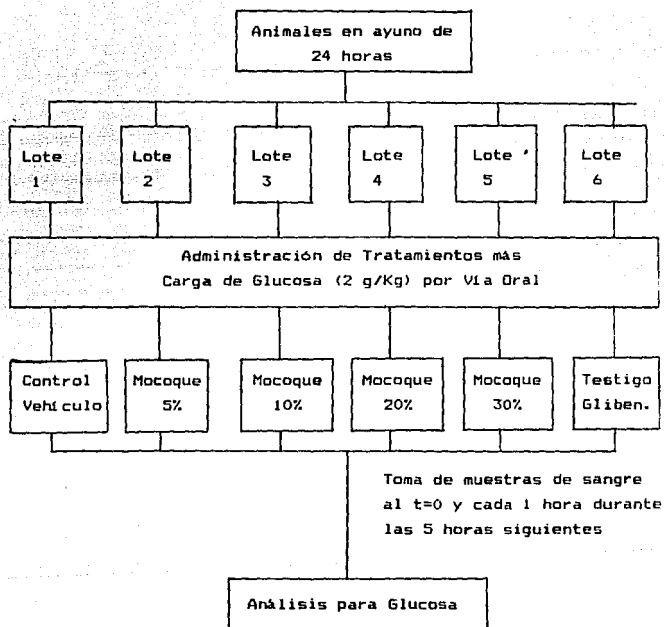 Animales en ayuno de
24 horas
Lote
1
Lote
2
Lote
3
Lote
4
Lote '
5
Lote
6
Administración de Tratamientos más
Carga de Glucosa (2 g/Kg) por Vía Oral
Control
Vehículo
Mocoque
5%
Mocoque
10%
Mocoque
20%
Mocoque
30%
Testigo
Gliben.
Toma de muestras de sangre
al t=0 y cada 1 hora durante
las 5 horas siguientes
Análisis para Glucosa